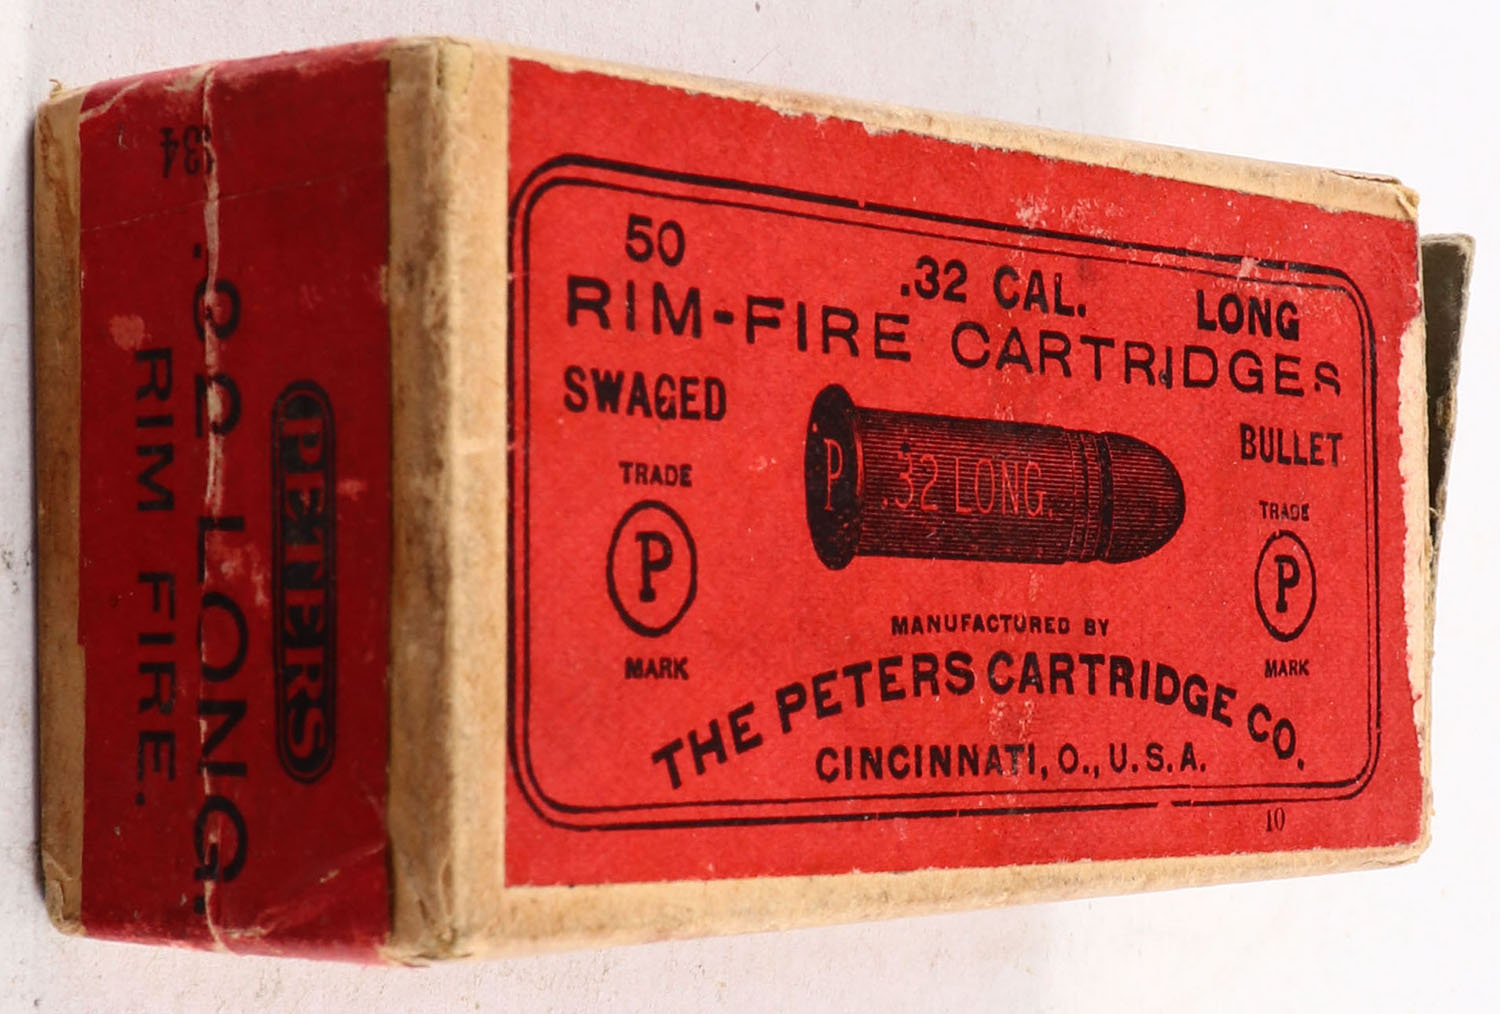 50 .32 CAL. LONG
RIM-FIRE CARTRIDGES
SWAGED BULLET
P .32 LONG.
TRADE P MARK
TRADE P MARK
MANUFACTURED BY
THE PETERS CARTRIDGE CO.
CINCINNATI, O., U.S.A.
10
PETERS
.32 LONG.
RIM FIRE.